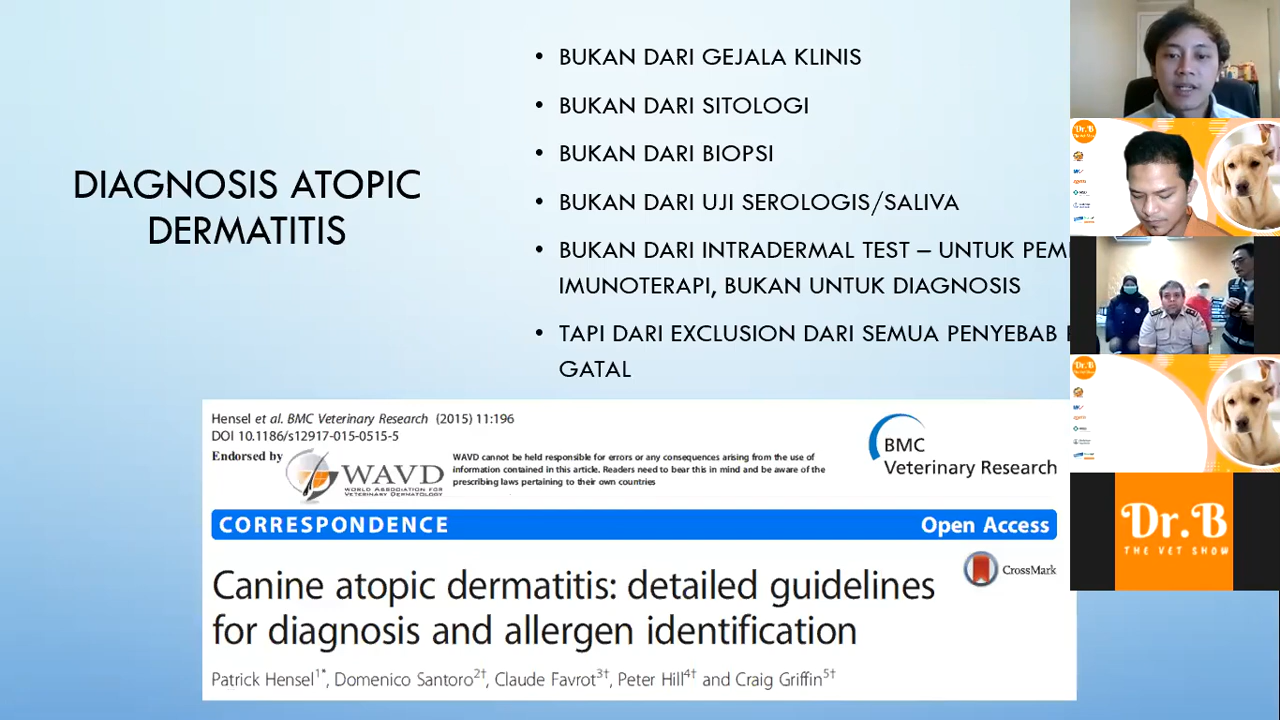 DIAGNOSIS ATOPIC
DERMATITIS
• BUKAN DARI GEJALA KLINIS
• BUKAN DARI SITOLOGI
• BUKAN DARI BIOPSI
• BUKAN DARI UJI SEROLOGIS/SALIVA
• BUKAN DARI INTRADERMAL TEST – UNTUK
IMUNOTERAPI, BUKAN UNTUK DIAGNOSIS
• TAPI DARI EXCLUSION DARI SEMUA PENYEBAB
GATAL
Hensel et al. BMC Veterinary Research (2015) 11:196
DOI 10.1186/s12917-015-0515-5
Endorsed by
WAVD
WORLD ASSOCIATION FOR
VETERINARY DERMATOLOGY
WAVD cannot be held responsible for errors or any consequences arising from the use of
information contained in this article. Readers need to bear this in mind and be aware of the
prescribing laws pertaining to their own countries
BMC
Veterinary Research
CORRESPONDENCE
Open Access
CrossMark
Canine atopic dermatitis: detailed guidelines
for diagnosis and allergen identification
Patrick Hensel1*, Domenico Santoro2†, Claude Favrot3†, Peter Hill4† and Craig Griffin5†
Dr.B
Dr.B
Dr.B
THE VET SHOW